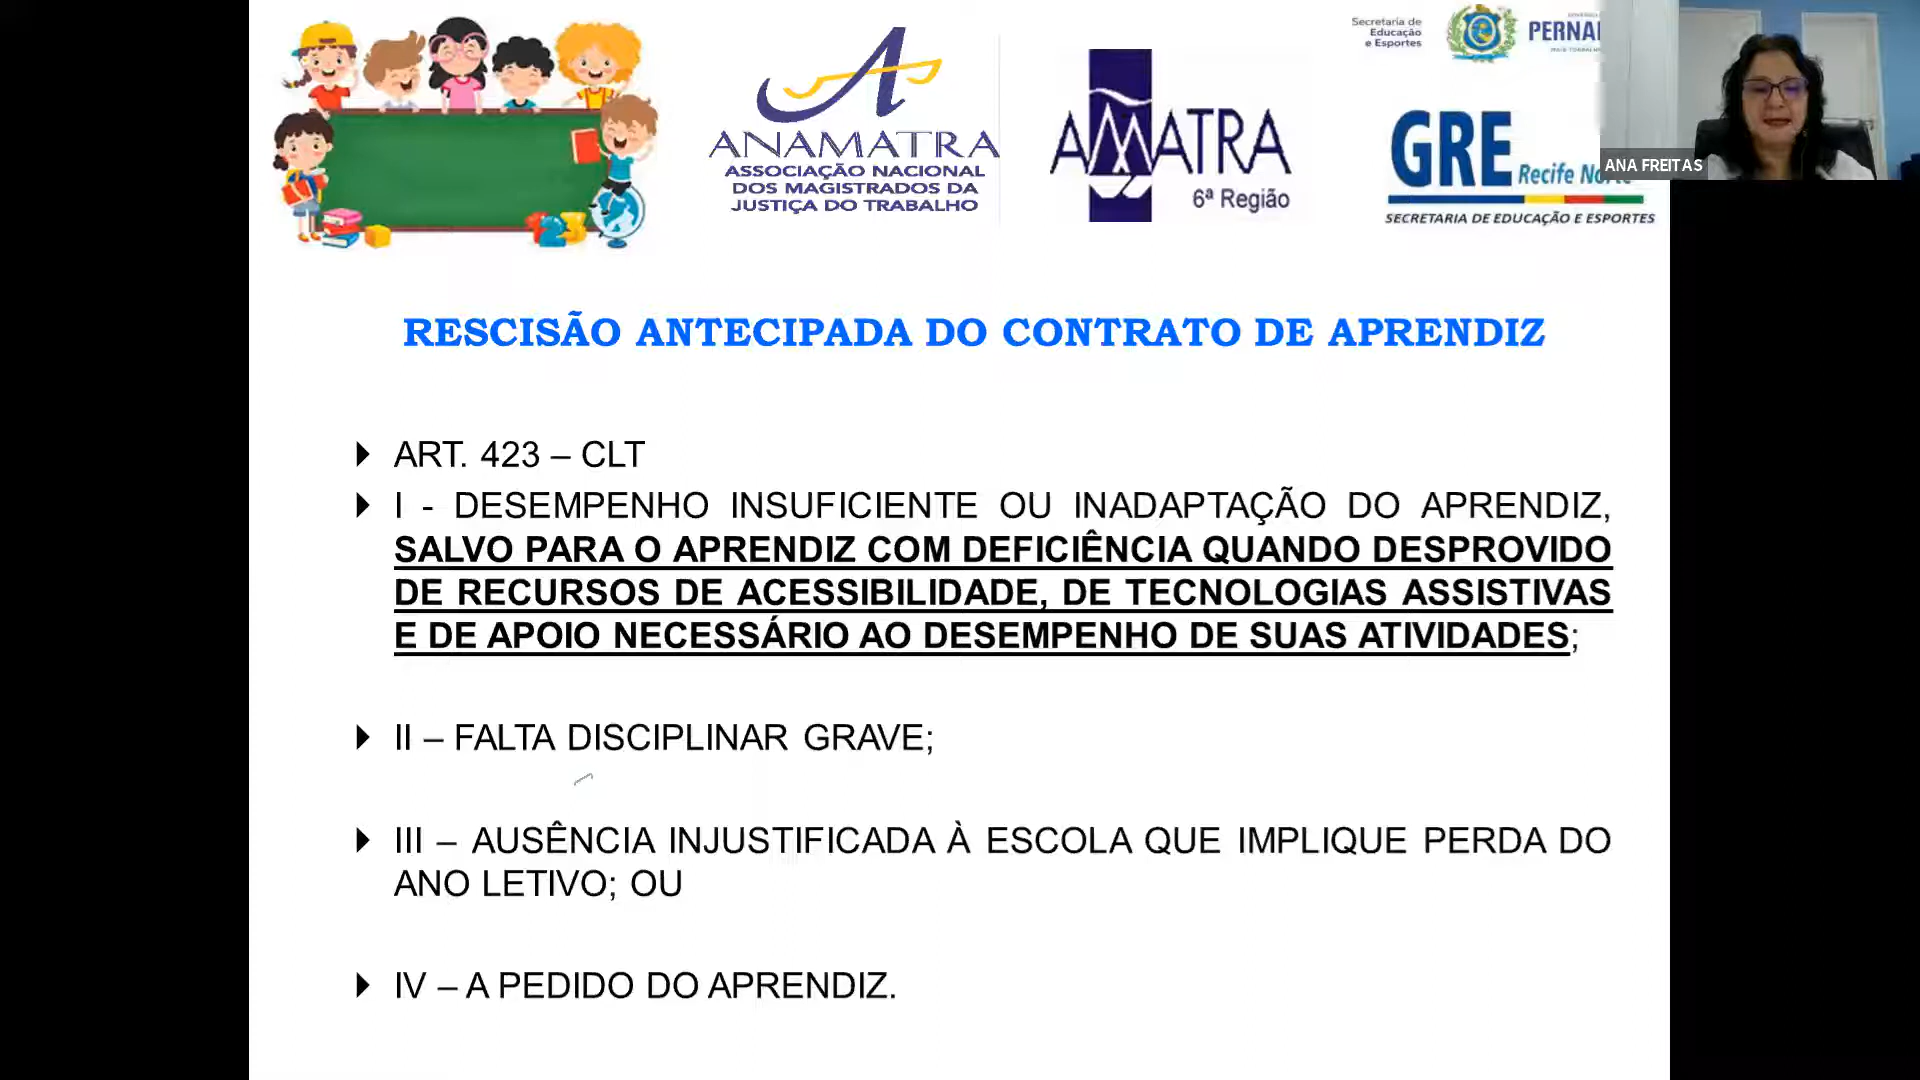 Secretaria de
Educação
e Esportes
ANAMATRA
ASSOCIAÇÃO NACIONAL
DOS MAGISTRADOS DA
JUSTIÇA DO TRABALHO
AMATRA
6ª Região
GRE Recife
SECRETARIA DE EDUCAÇÃO E ESPORTES
ANA FREITAS
123
RESCISÃO ANTECIPADA DO CONTRATO DE APRENDIZ
ART. 423 – CLT
I - DESEMPENHO INSUFICIENTE OU INADAPTAÇÃO DO APRENDIZ,
SALVO PARA O APRENDIZ COM DEFICIÊNCIA QUANDO DESPROVIDO
DE RECURSOS DE ACESSIBILIDADE, DE TECNOLOGIAS ASSISTIVAS
E DE APOIO NECESSÁRIO AO DESEMPENHO DE SUAS ATIVIDADES;
II – FALTA DISCIPLINAR GRAVE;
III – AUSÊNCIA INJUSTIFICADA À ESCOLA QUE IMPLIQUE PERDA DO
ANO LETIVO; OU
IV – A PEDIDO DO APRENDIZ.